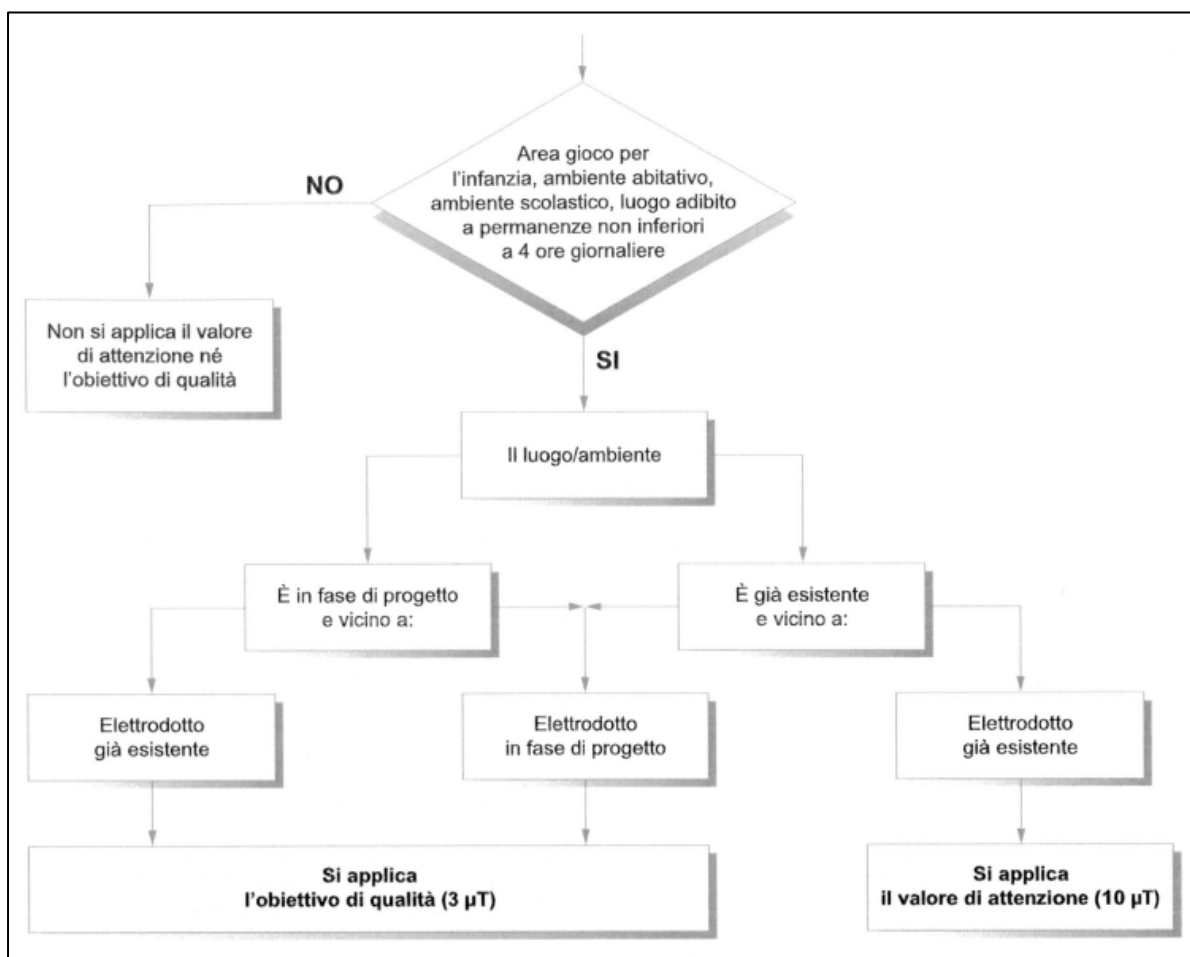 Area gioco per
l'infanzia, ambiente abitativo,
ambiente scolastico, luogo adibito
a permanenze non inferiori
a 4 ore giornaliere
NO
Non si applica il valore
di attenzione né
l'obiettivo di qualità
SI
Il luogo/ambiente
È in fase di progetto
e vicino a:
È già esistente
e vicino a:
Elettrodotto
già esistente
Elettrodotto
in fase di progetto
Elettrodotto
già esistente
Si applica
l'obiettivo di qualità (3 µT)
Si applica
il valore di attenzione (10 µT)